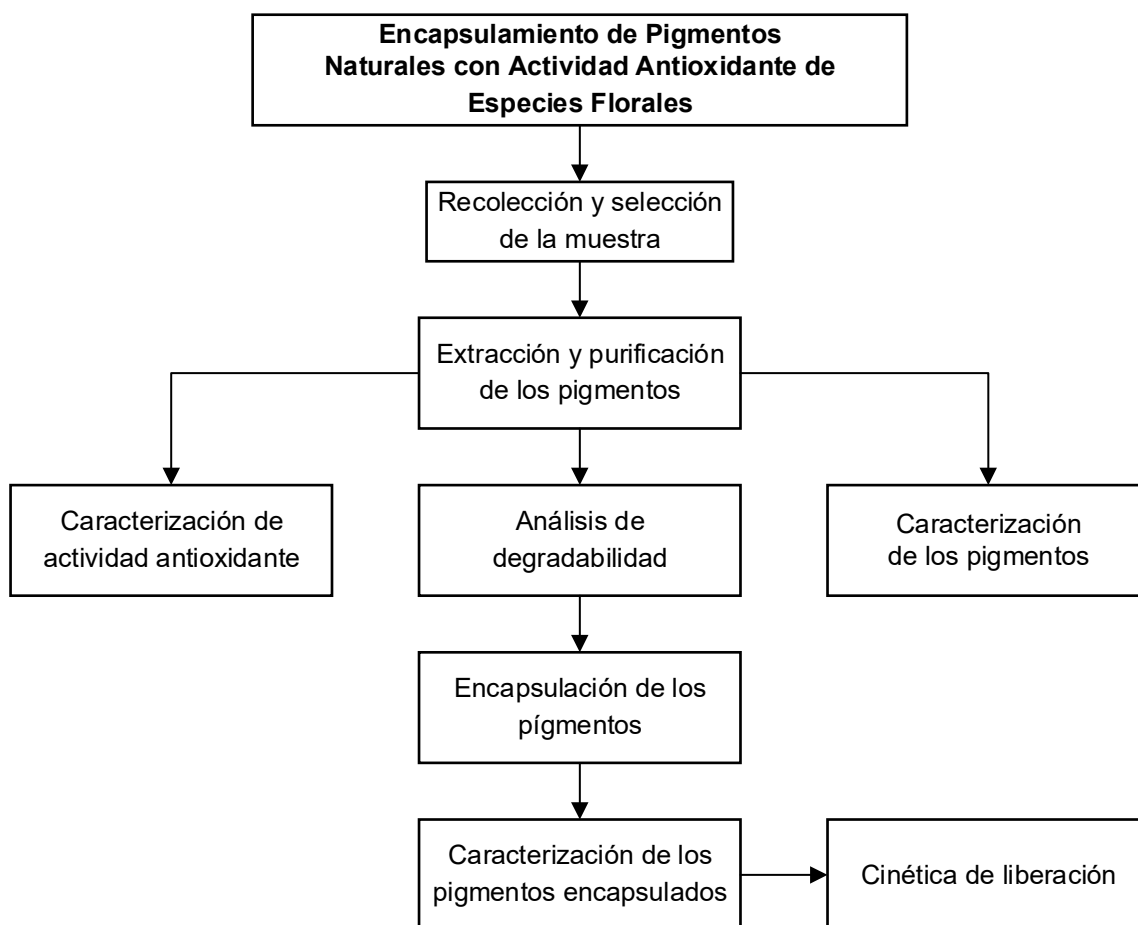 Encapsulamiento de Pigmentos
Naturales con Actividad Antioxidante de
Especies Florales
Recolección y selección
de la muestra
Extracción y purificación
de los pigmentos
Caracterización de
actividad antioxidante
Análisis de
degradabilidad
Caracterización
de los pigmentos
Encapsulación de los
pígmentos
Caracterización de los
pigmentos encapsulados
Cinética de liberación